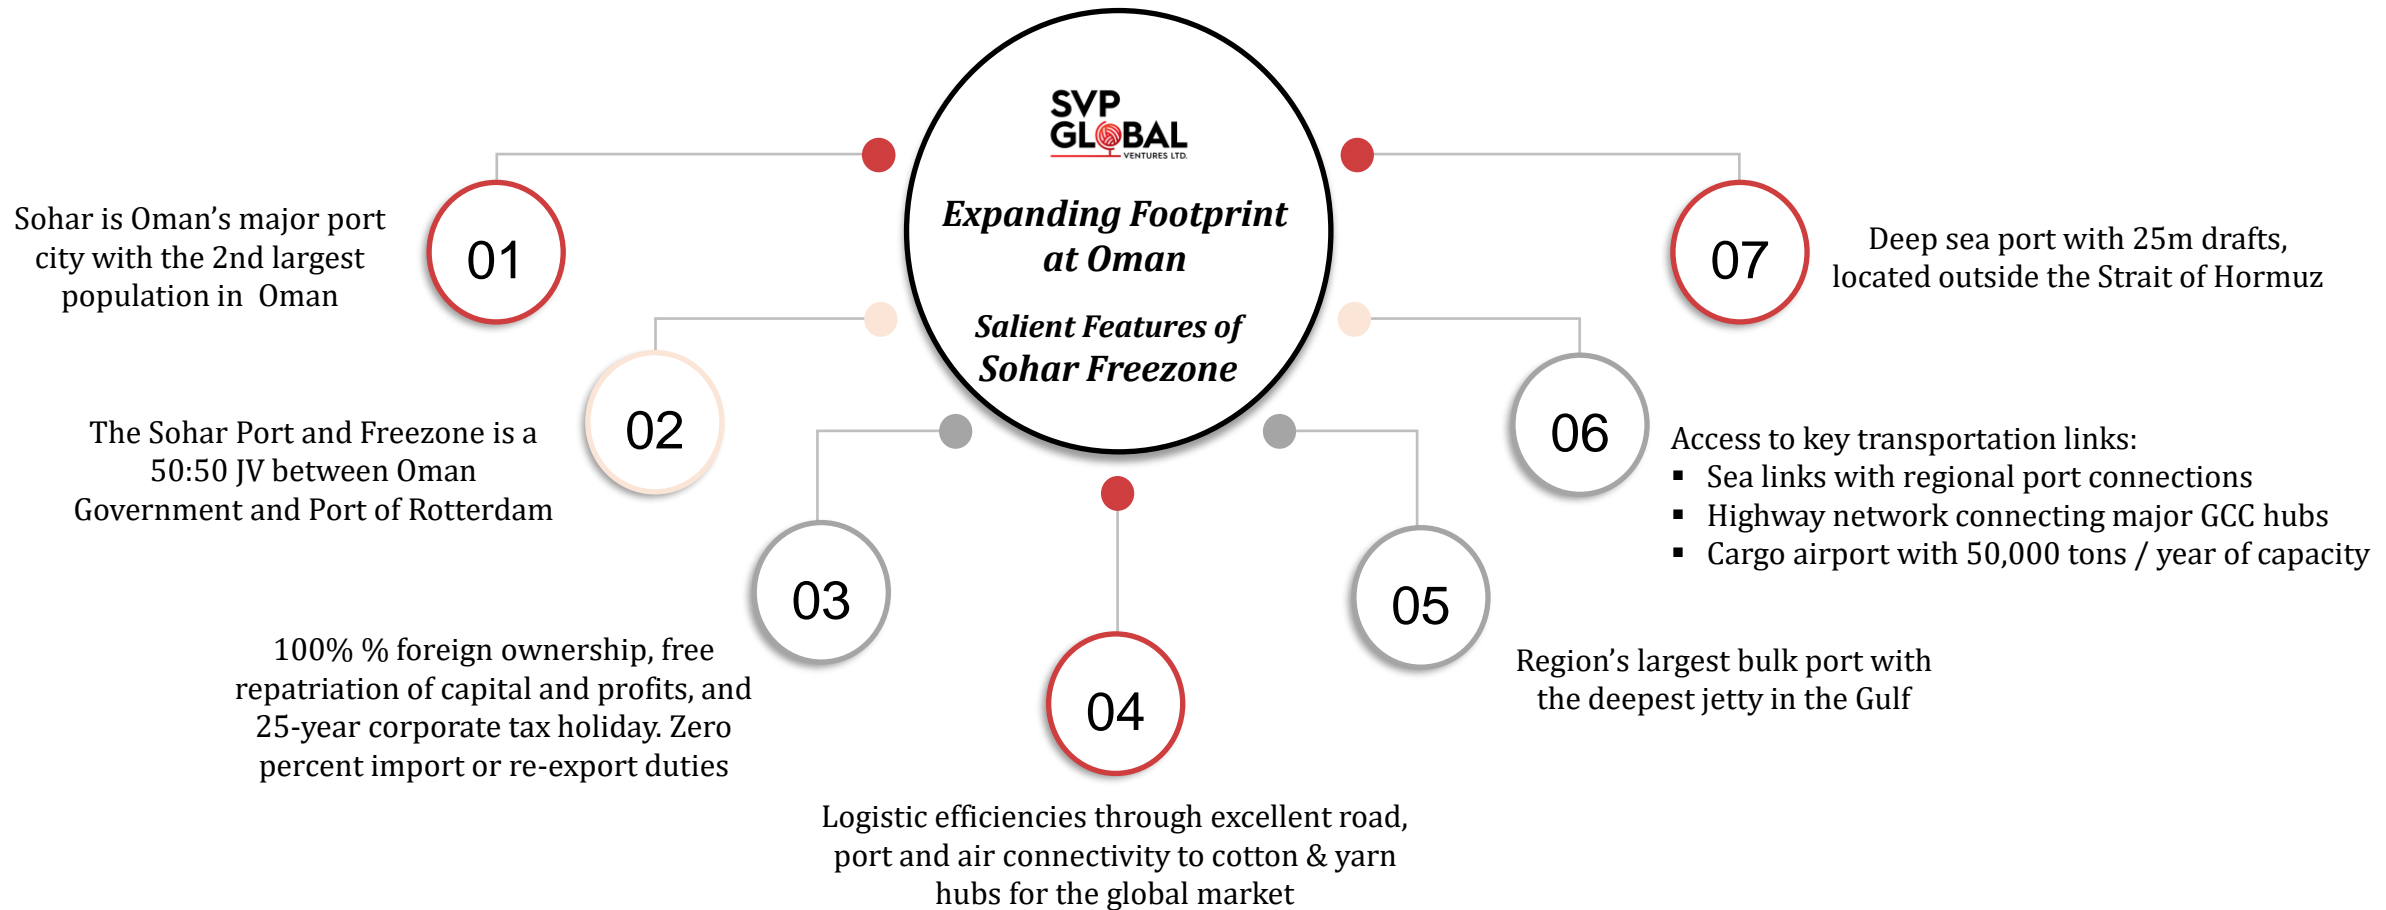 SVP
GLOBAL
VENTURES LTD.
Expanding Footprint
at Oman
Salient Features of
Sohar Freezone
01
Sohar is Oman’s major port
city with the 2nd largest
population in  Oman
02
The Sohar Port and Freezone is a
50:50 JV between Oman
Government and Port of Rotterdam
03
100% % foreign ownership, free
repatriation of capital and profits, and
25-year corporate tax holiday. Zero
percent import or re-export duties
04
Logistic efficiencies through excellent road,
port and air connectivity to cotton & yarn
hubs for the global market
05
Region’s largest bulk port with
the deepest jetty in the Gulf
06
Access to key transportation links:
▪ Sea links with regional port connections
▪ Highway network connecting major GCC hubs
▪ Cargo airport with 50,000 tons / year of capacity
07
Deep sea port with 25m drafts,
located outside the Strait of Hormuz